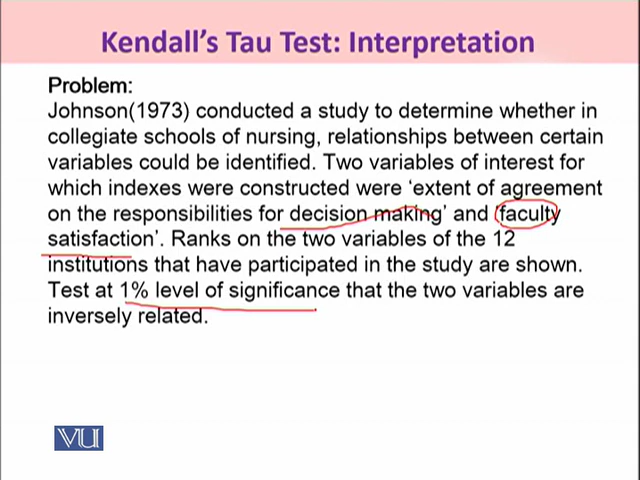 Kendall's Tau Test: Interpretation
Problem:
Johnson(1973) conducted a study to determine whether in
collegiate schools of nursing, relationships between certain
variables could be identified. Two variables of interest for
which indexes were constructed were 'extent of agreement
on the responsibilities for decision making' and 'faculty
satisfaction'. Ranks on the two variables of the 12
institutions that have participated in the study are shown.
Test at 1% level of significance that the two variables are
inversely related.
VU